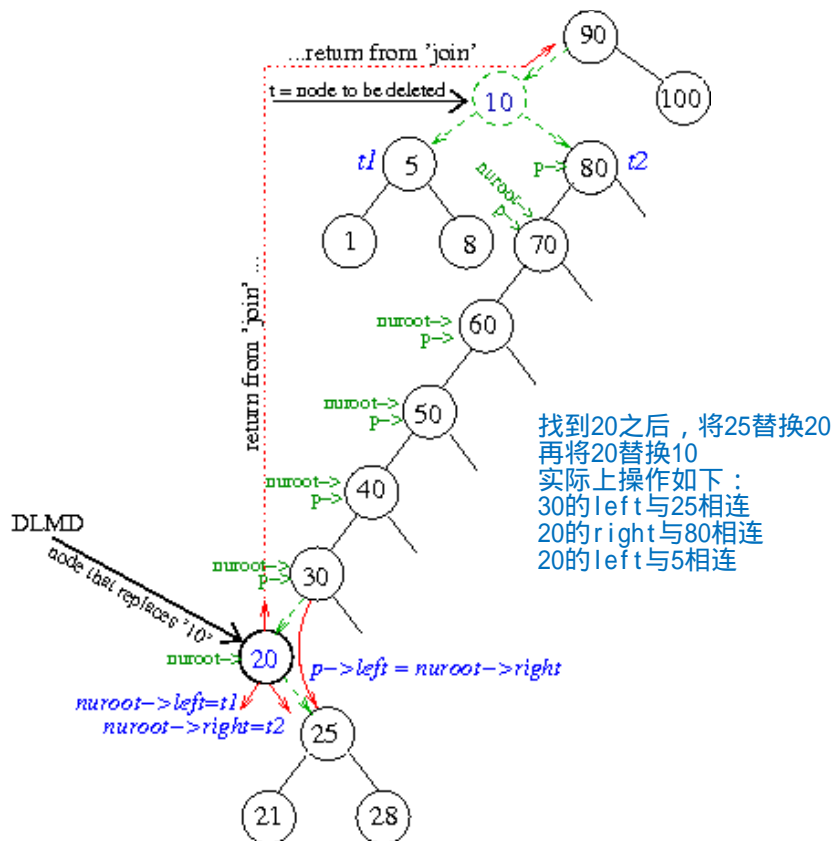 ...return from 'join'
90
t = node to be deleted
10
100
t1
5
p->
80
t2
nuroot->
p->
1
8
70
nuroot->
p->
60
return from 'join' ...
nuroot->
p->
50
找到20之后，将25替换20
再将20替换10
实际上操作如下：
30的left与25相连
20的right与80相连
20的left与5相连
nuroot->
p->
40
DLMD
node that replaces "10"
nuroot->
p->
30
nuroot->
20
p->left = nuroot->right
nuroot->left=t1
nuroot->right=t2
25
21
28